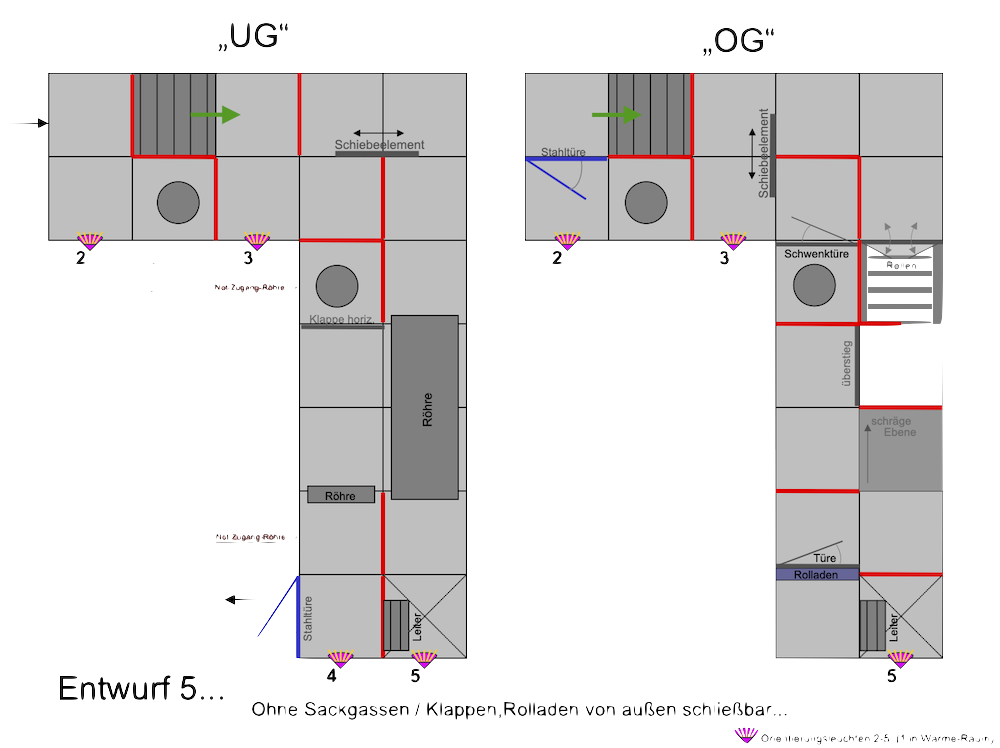 „UG“
„OG“
Schiebeelement
Schiebeelement
Stahltüre
2
3
2
3
Schwenktüre
Rollen
Not Zugang-Röhre
Klappe horiz.
Röhre
überstieg
schräge
Ebene
Röhre
Not Zugang-Röhre
Türe
Rolladen
Stahltüre
Leiter
Leiter
4
5
5
Entwurf 5...
Ohne Sackgassen / Klappen,Rolladen von außen schließbar...
Orientierungsleuchten 2-5 (1 in Wärme-Raum)